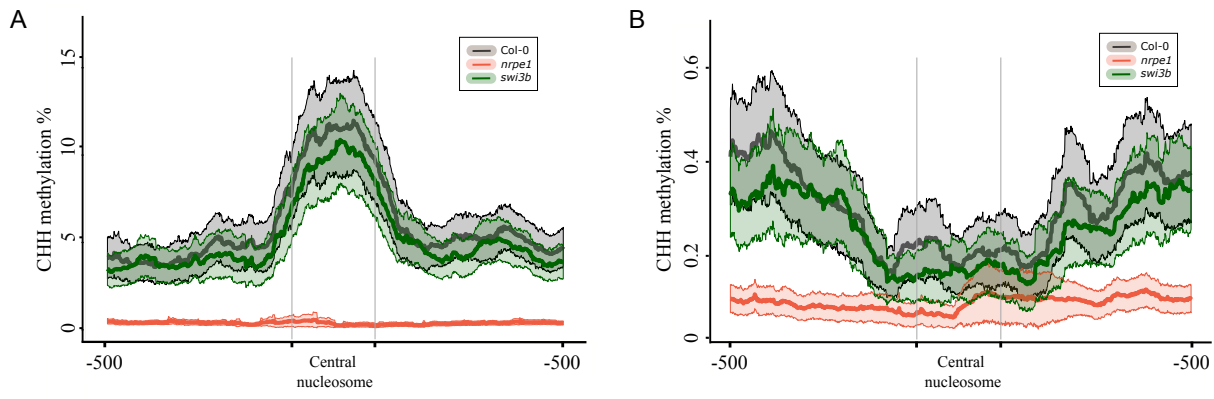 A
CHH methylation %
15
10
5
0
Col-0
nrpe1
swi3b
-500
Central
nucleosome
-500
B
CHH methylation %
0.6
0.4
0.2
0
Col-0
nrpe1
swi3b
-500
Central
nucleosome
-500